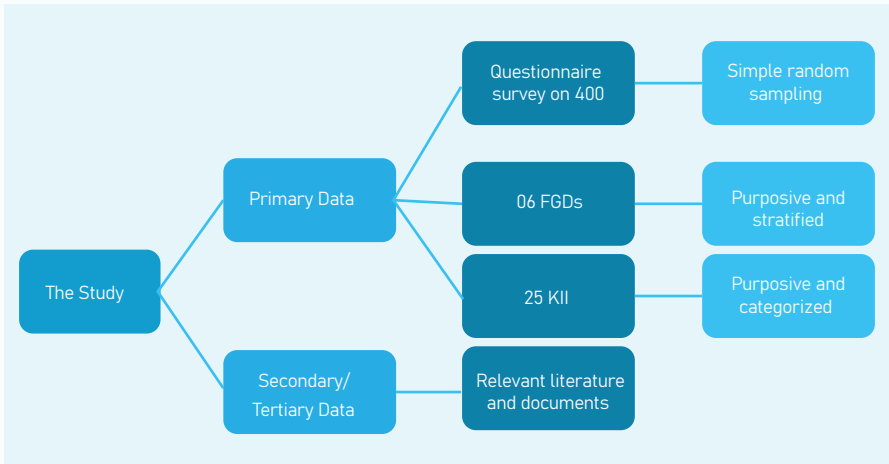 The Study
Primary Data
Secondary/
Tertiary Data
Questionnaire
survey on 400
06 FGDs
25 KII
Relevant literature
and documents
Simple random
sampling
Purposive and
stratified
Purposive and
categorized